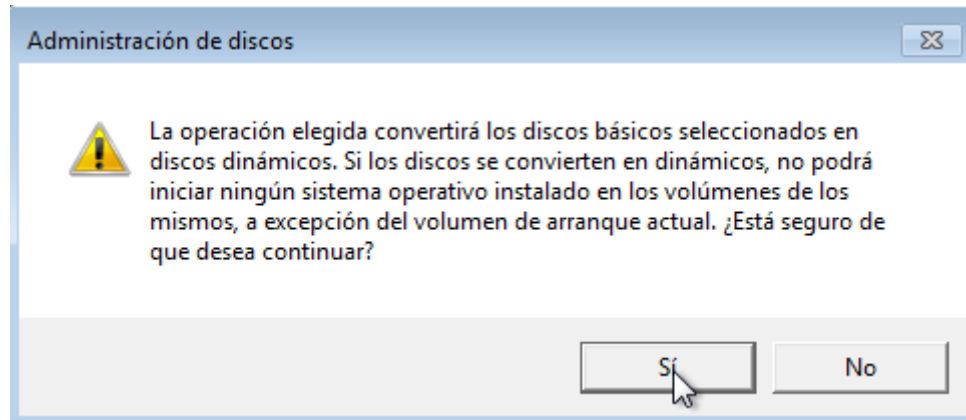 Administración de discos
La operación elegida convertirá los discos básicos seleccionados en
discos dinámicos. Si los discos se convierten en dinámicos, no podrá
iniciar ningún sistema operativo instalado en los volúmenes de los
mismos, a excepción del volumen de arranque actual. ¿Está seguro de
que desea continuar?
Sí
No